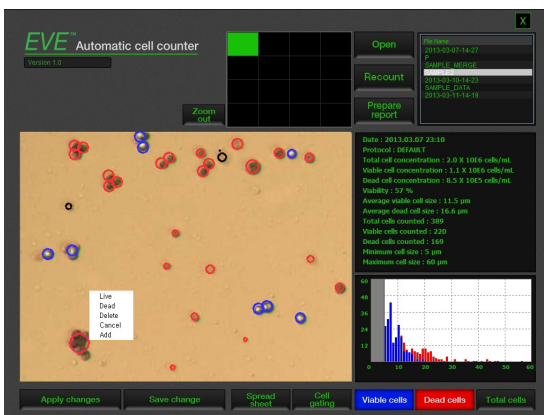 X
EVE™ Automatic cell counter
Version 1.0
Zoom out
Open
Recount
Prepare report
File Name
2013-03-07-14-27
P
SAMPLE_MERGE
SAMPLE2
2013-03-10-14-23
SAMPLE_DATA
2013-03-11-14-19
Date : 2013.03.07 23:10
Protocol : DEFAULT
Total cell concentration : 2.0 X 10E6 cells/mL
Viable cell concentration : 1.1 X 10E6 cells/mL
Dead cell concentration : 8.5 X 10E5 cells/mL
Viability : 57 %
Average viable cell size : 11.5 µm
Average dead cell size : 16.6 µm
Total cells counted : 389
Viable cells counted : 220
Dead cells counted : 169
Minimum cell size : 5 µm
Maximum cell size : 60 µm
Live
Dead
Delete
Cancel
Add
60
48
36
24
12
0 10 20 30 40 50 60
Apply changes
Save change
Spread sheet
Cell gating
Viable cells
Dead cells
Total cells